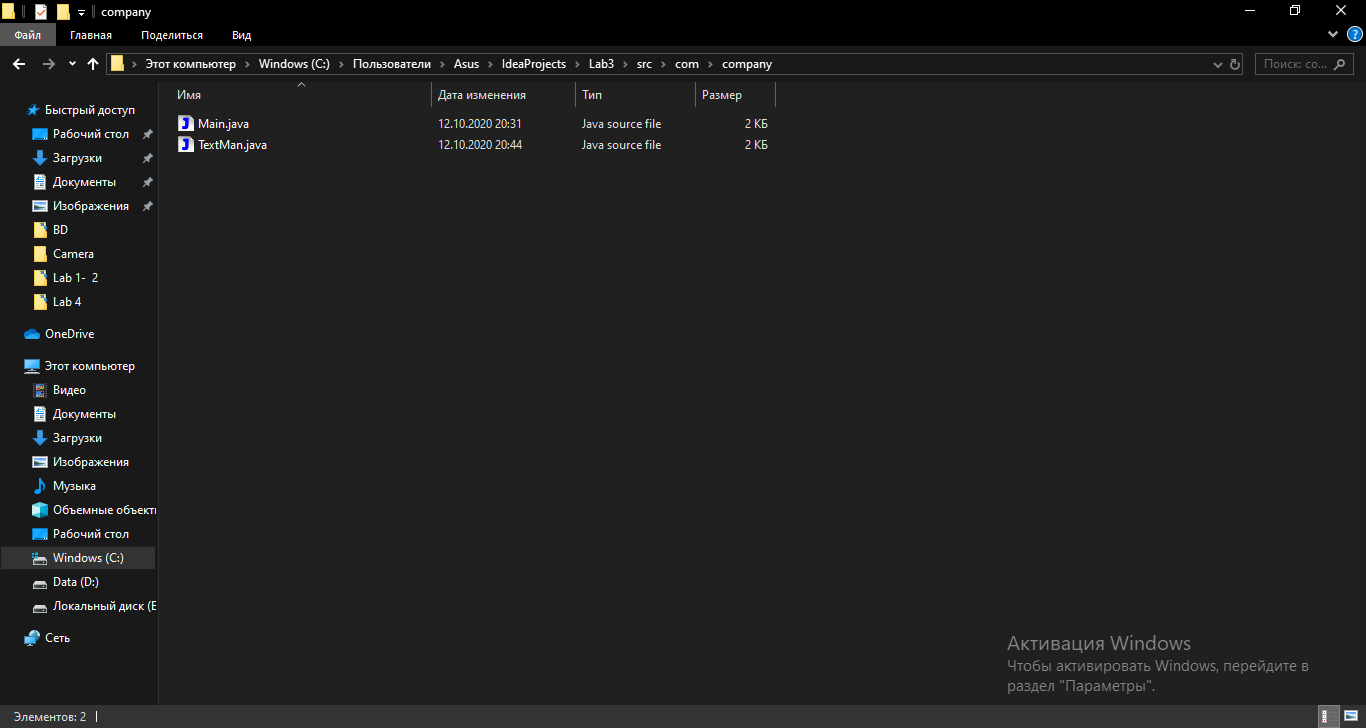 company
Файл Главная Поделиться Вид
Этот компьютер Windows (C:) Пользователи Asus IdeaProjects Lab3 src com company Поиск: со...
Имя Дата изменения Тип Размер
Main.java 12.10.2020 20:31 Java source file 2 КБ
TextMan.java 12.10.2020 20:44 Java source file 2 КБ
Быстрый доступ
Рабочий стол
Загрузки
Документы
Изображения
BD
Camera
Lab 1- 2
Lab 4
OneDrive
Этот компьютер
Видео
Документы
Загрузки
Изображения
Музыка
Объемные объекты
Рабочий стол
Windows (C:)
Data (D:)
Локальный диск (E
Сеть
Активация Windows
Чтобы активировать Windows, перейдите в
раздел "Параметры".
Элементов: 2